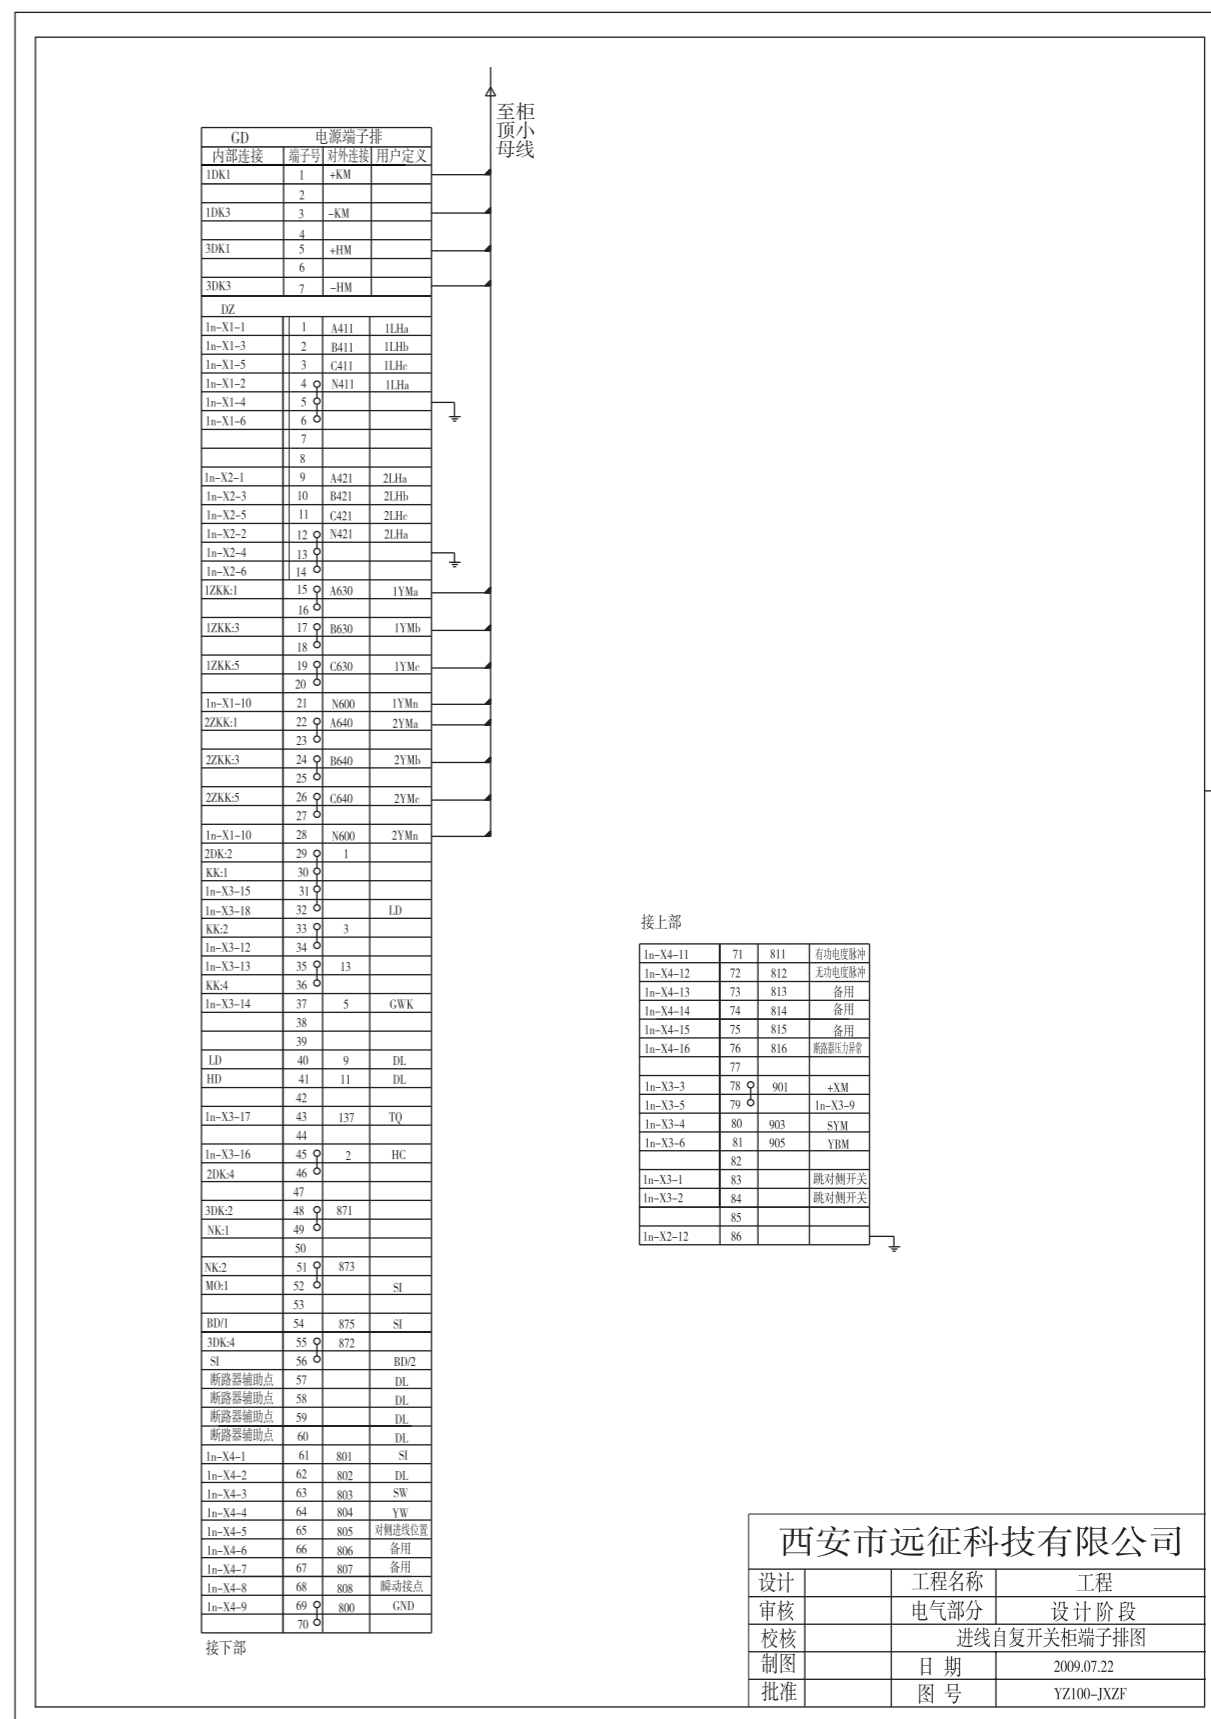 至柜
顶小
母线
GD 电源端子排
内部连接 端子号 对外连接 用户定义
1DK1 1 +KM
2
1DK3 3 -KM
4
3DK1 5 +HM
6
3DK3 7 -HM
DZ
1n-X1-1 1 A411 1LHa
1n-X1-3 2 B411 1LHb
1n-X1-5 3 C411 1LHc
1n-X1-2 4 N411 1LHa
1n-X1-4 5
1n-X1-6 6
7
8
1n-X2-1 9 A421 2LHa
1n-X2-3 10 B421 2LHb
1n-X2-5 11 C421 2LHc
1n-X2-2 12 N421 2LHa
1n-X2-4 13
1n-X2-6 14
1ZKK:1 15 A630 1YMa
16
1ZKK:3 17 B630 1YMb
18
1ZKK:5 19 C630 1YMc
20
1n-X1-10 21 N600 1YMn
2ZKK:1 22 A640 2YMa
23
2ZKK:3 24 B640 2YMb
25
2ZKK:5 26 C640 2YMc
27
1n-X1-10 28 N600 2YMn
2DK:2 29 1
KK:1 30
1n-X3-15 31
1n-X3-18 32 LD
KK:2 33 3
1n-X3-12 34
1n-X3-13 35 13
KK:4 36
1n-X3-14 37 5 GWK
38
39
LD 40 9 DL
HD 41 11 DL
42
1n-X3-17 43 137 TQ
44
1n-X3-16 45 2 HC
2DK:4 46
47
3DK:2 48 871
NK:1 49
50
NK:2 51 873
MO:1 52 SI
53
BD/1 54 875 SI
3DK:4 55 872
SI 56 BD/2
断路器辅助点 57 DL
断路器辅助点 58 DL
断路器辅助点 59 DL
断路器辅助点 60 DL
1n-X4-1 61 801 SI
1n-X4-2 62 802 DL
1n-X4-3 63 803 SW
1n-X4-4 64 804 YW
1n-X4-5 65 805 对侧进线位置
1n-X4-6 66 806 备用
1n-X4-7 67 807 备用
1n-X4-8 68 808 瞬动接点
1n-X4-9 69 800 GND
70
接下部
接上部
1n-X4-11 71 811 有功电度脉冲
1n-X4-12 72 812 无功电度脉冲
1n-X4-13 73 813 备用
1n-X4-14 74 814 备用
1n-X4-15 75 815 备用
1n-X4-16 76 816 断路器压力异常
77
1n-X3-3 78 901 +XM
1n-X3-5 79 1n-X3-9
1n-X3-4 80 903 SYM
1n-X3-6 81 905 YBM
82
1n-X3-1 83 跳对侧开关
1n-X3-2 84 跳对侧开关
85
1n-X2-12 86
西安市远征科技有限公司
设计 工程名称 工程
审核 电气部分 设计阶段
校核 进线自复开关柜端子排图
制图 日 期 2009.07.22
批准 图 号 YZ100-JXZF